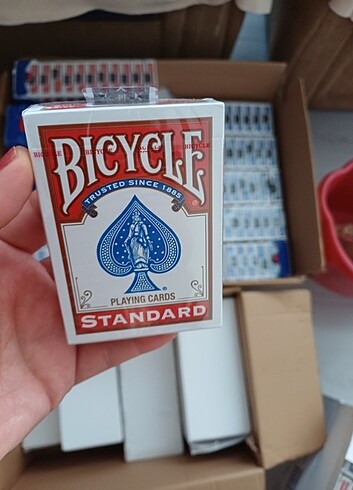 BICYCLE
TRUSTED SINCE 1885
PLAYING CARDS
STANDARD